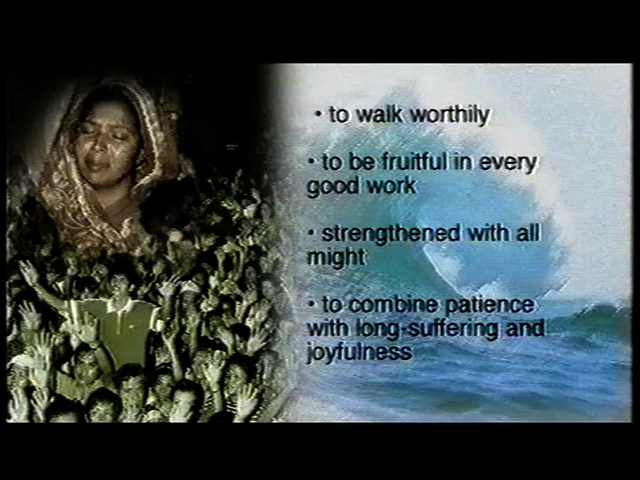 • to walk worthily
• to be fruitful in every
good work
• strengthened with all
might
• to combine patience
with long-suffering and
joyfulness